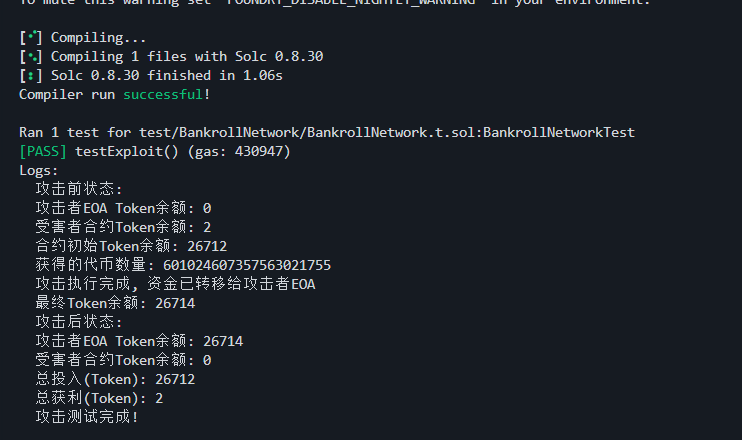 To mute this warning set `FOUNDRY_DISABLE_NIGHTLY_WARNING` in your environment.
[⠊] Compiling...
[⠢] Compiling 1 files with Solc 0.8.30
[⠆] Solc 0.8.30 finished in 1.06s
Compiler run successful!
Ran 1 test for test/BankrollNetwork/BankrollNetwork.t.sol:BankrollNetworkTest
[PASS] testExploit() (gas: 430947)
Logs:
攻击前状态:
攻击者EOA Token余额: 0
受害者合约Token余额: 2
合约初始Token余额: 26712
获得的代币数量: 601024607357563021755
攻击执行完成, 资金已转移给攻击者EOA
最终Token余额: 26714
攻击后状态:
攻击者EOA Token余额: 26714
受害者合约Token余额: 0
总投入(Token): 26712
总获利(Token): 2
攻击测试完成!